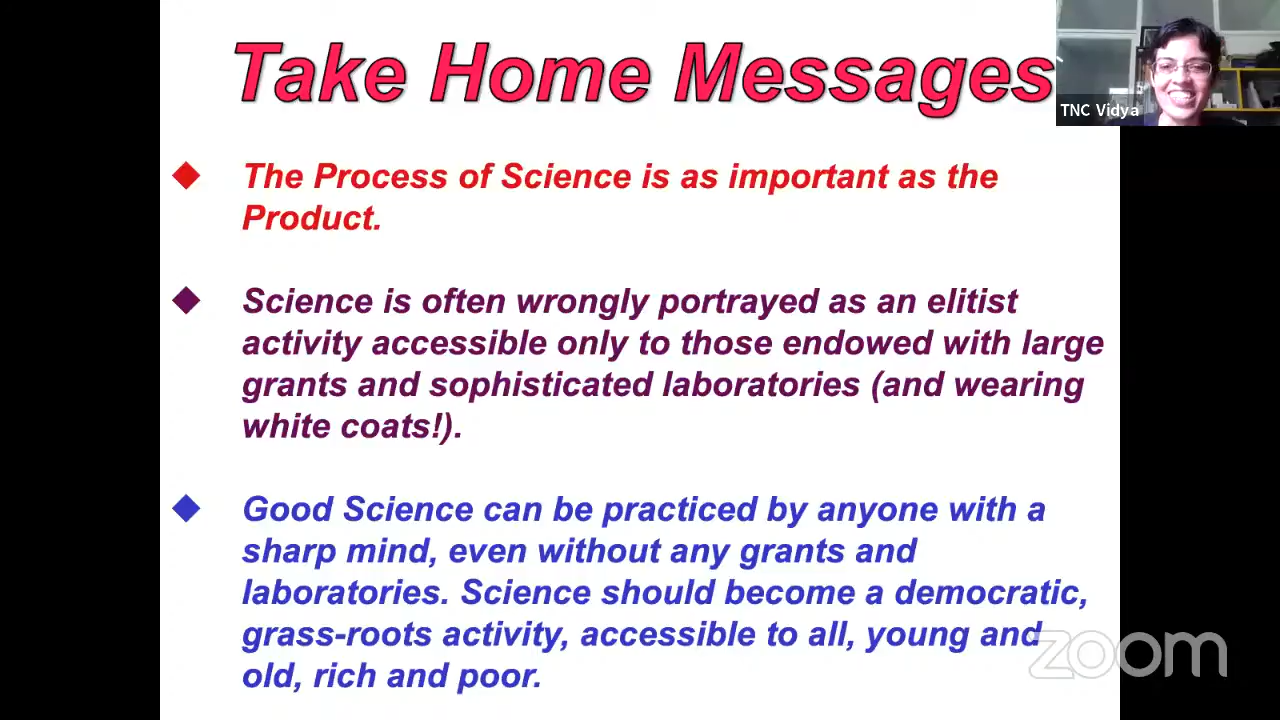 Take Home Messages
TNC Vidya
The Process of Science is as important as the
Product.
Science is often wrongly portrayed as an elitist
activity accessible only to those endowed with large
grants and sophisticated laboratories (and wearing
white coats!).
Good Science can be practiced by anyone with a
sharp mind, even without any grants and
laboratories. Science should become a democratic,
grass-roots activity, accessible to all, young and
old, rich and poor.
zoom